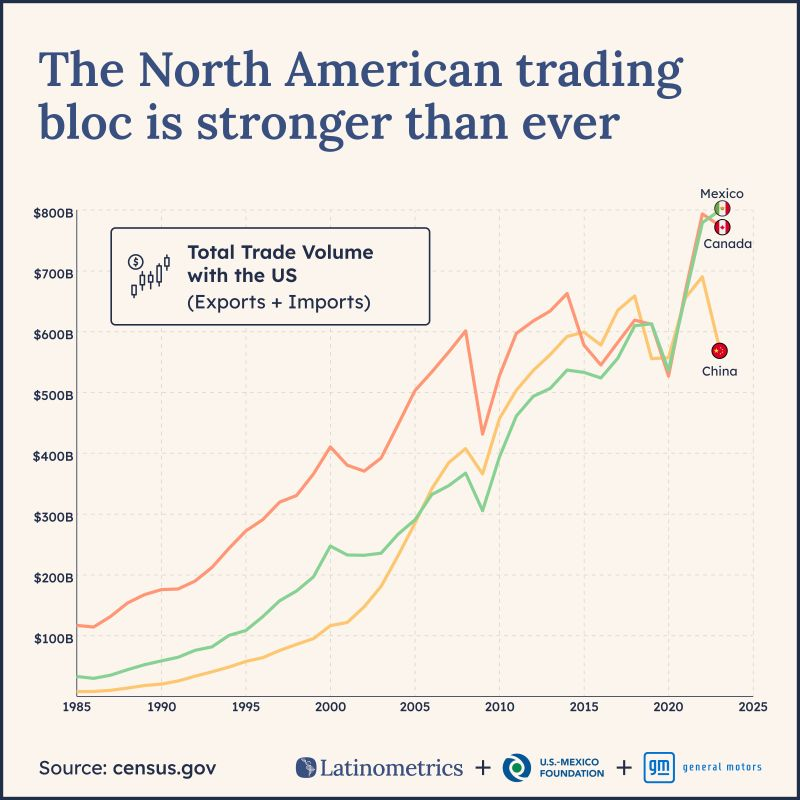 The North American trading
bloc is stronger than ever
Mexico
$800B
Canada
Total Trade Volume
with the US
(Exports + Imports)
$700B
$600B
China
$500B
$400B
$300B
$200B
$100B
1985 1990 1995 2000 2005 2010 2015 2020 2025
Source: census.gov
Latinometrics + U.S.-MEXICO FOUNDATION + gm general motors